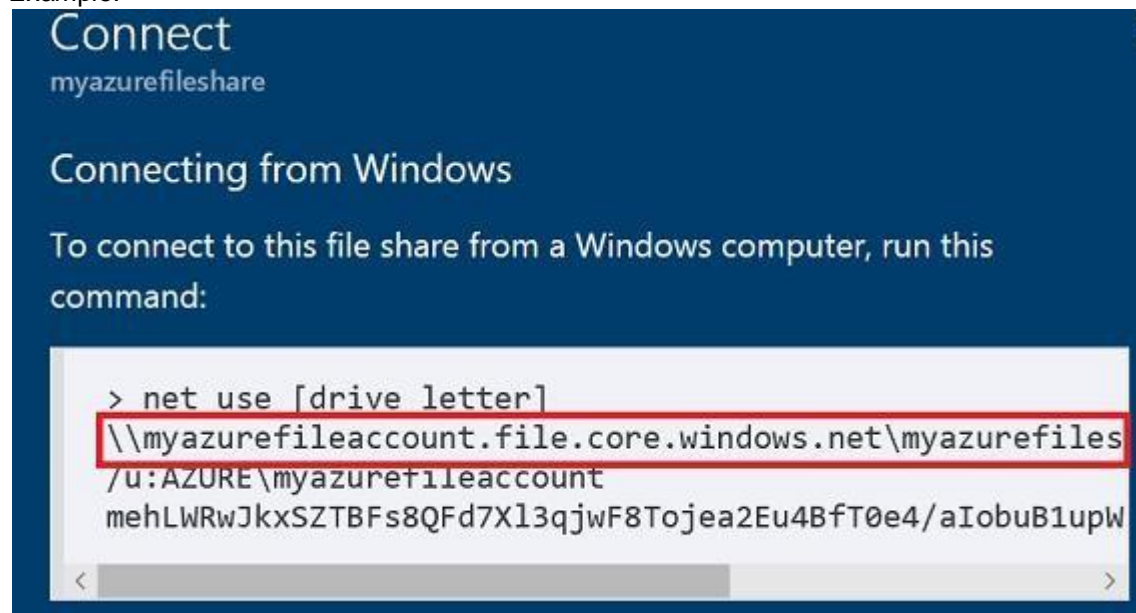 Example:
Connect
myazurefileshare
Connecting from Windows
To connect to this file share from a Windows computer, run this
command:
> net use [drive letter]
\\myazurefileaccount.file.core.windows.net\myazurefiles
/u:AZURE\myazurefileaccount
mehLWRwJkxSZTBFs8QFd7Xl3qjwF8Tojea2Eu4BfT0e4/aIobuB1upW